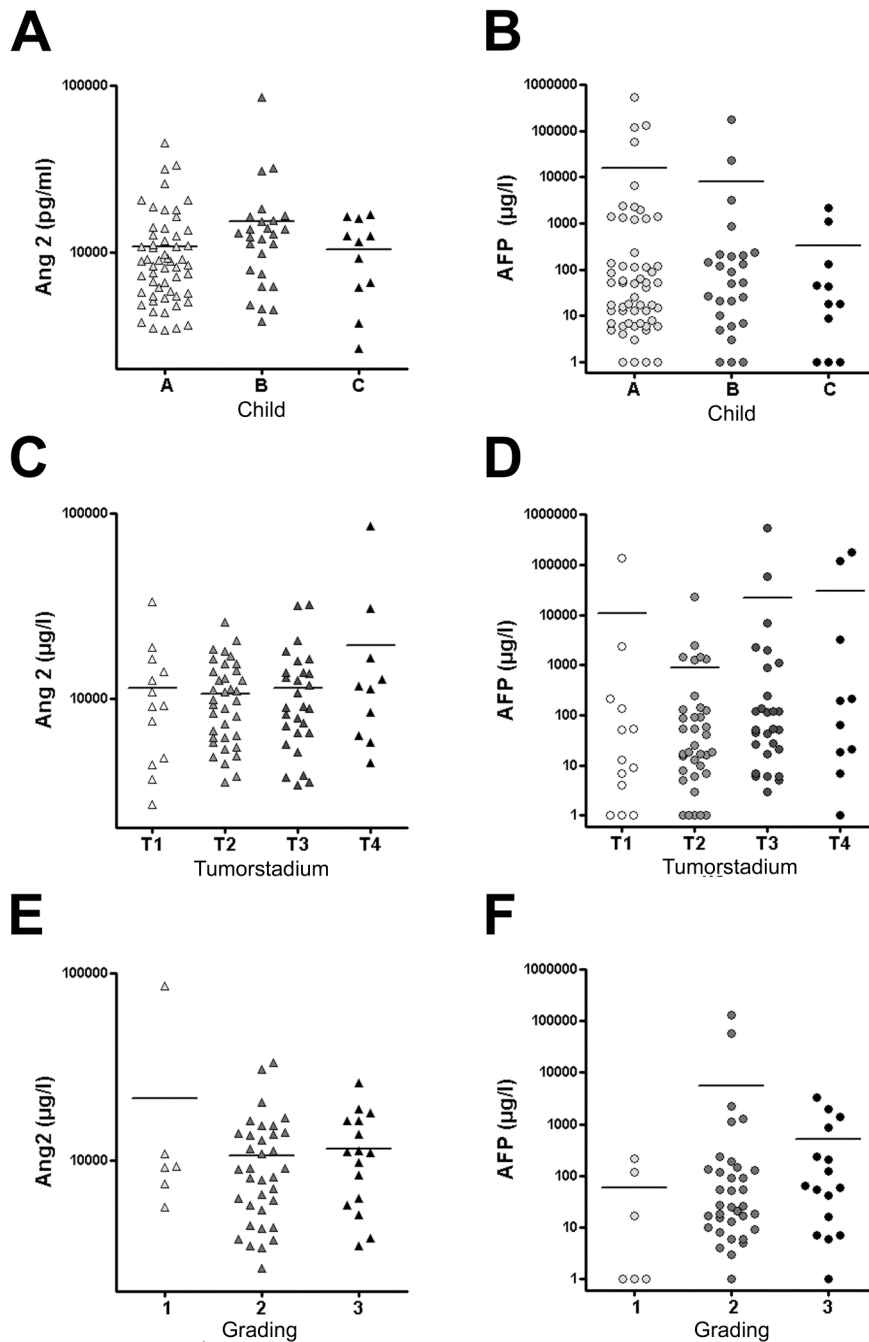 A
Ang 2 (pg/ml)
100000
10000
A B C
Child
B
AFP (µg/l)
1000000
100000
10000
1000
100
10
1
A B C
Child
C
Ang 2 (µg/l)
100000
10000
T1 T2 T3 T4
Tumorstadium
D
AFP (µg/l)
1000000
100000
10000
1000
100
10
1
T1 T2 T3 T4
Tumorstadium
E
Ang2 (µg/l)
100000
10000
1 2 3
Grading
F
AFP (µg/l)
1000000
100000
10000
1000
100
10
1
1 2 3
Grading